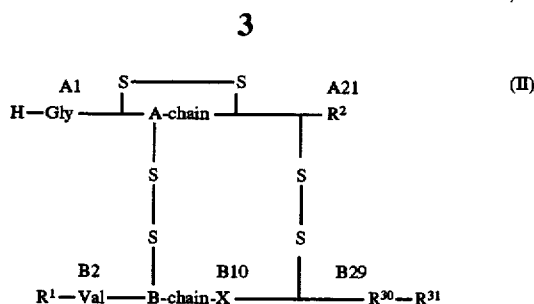 3
A1 S S A21 (II)
H—Gly A-chain R²
S S
S S
B2 B10 B29
R¹—Val B-chain-X R³⁰—R³¹